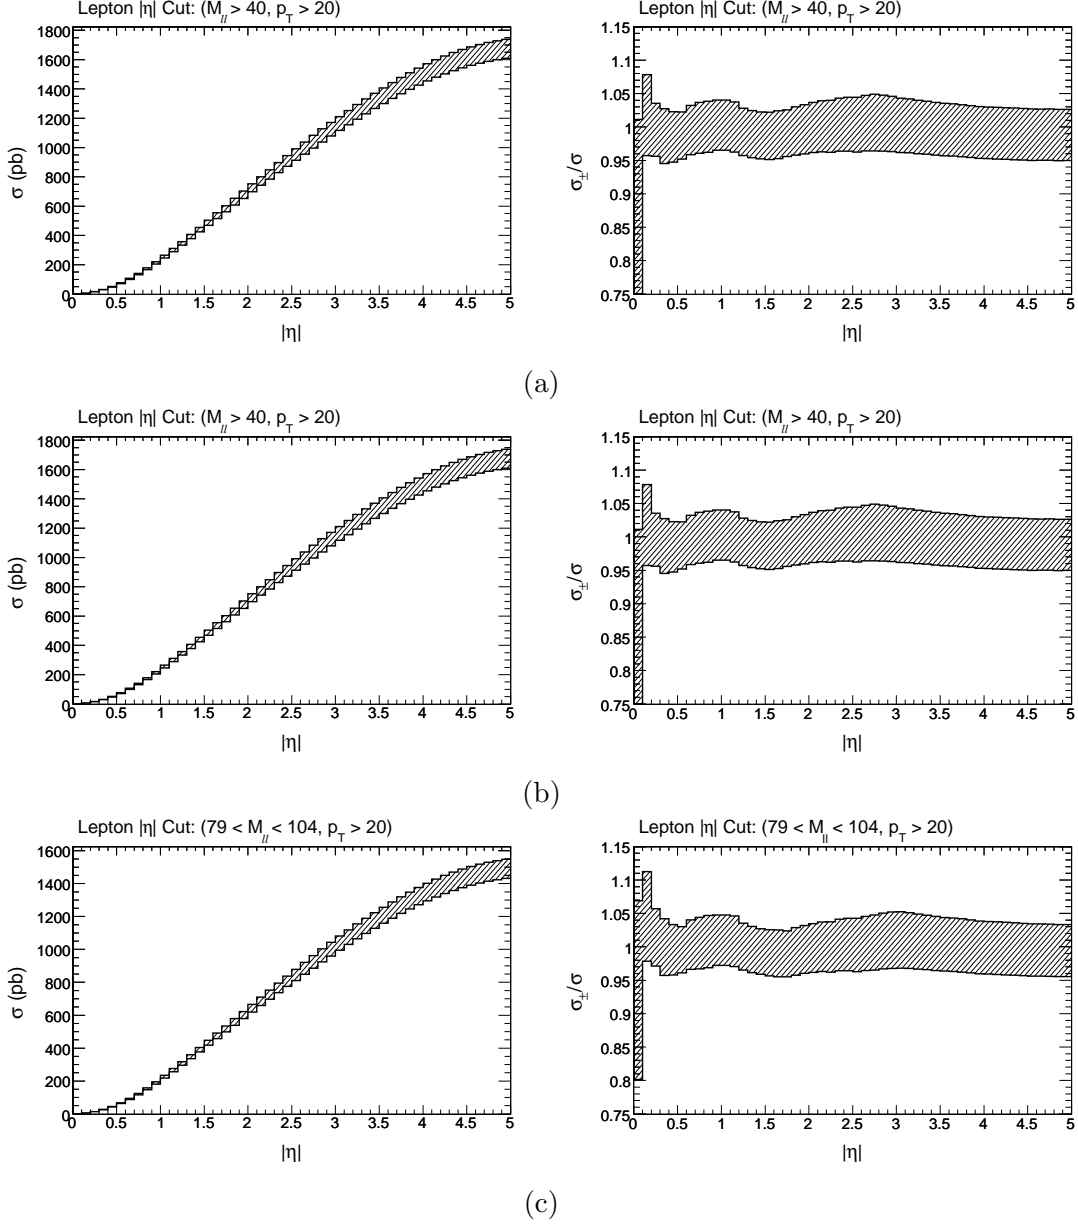 Lepton |η| Cut: (M_ll > 40, p_T > 20)
σ (pb)
1800
1600
1400
1200
1000
800
600
400
200
0
0 0.5 1 1.5 2 2.5 3 3.5 4 4.5 5
|η|
Lepton |η| Cut: (M_ll > 40, p_T > 20)
σ_±/σ
1.15
1.1
1.05
1
0.95
0.9
0.85
0.8
0.75
0 0.5 1 1.5 2 2.5 3 3.5 4 4.5 5
|η|
(a)
Lepton |η| Cut: (M_ll > 40, p_T > 20)
σ (pb)
1800
1600
1400
1200
1000
800
600
400
200
0
0 0.5 1 1.5 2 2.5 3 3.5 4 4.5 5
|η|
Lepton |η| Cut: (M_ll > 40, p_T > 20)
σ_±/σ
1.15
1.1
1.05
1
0.95
0.9
0.85
0.8
0.75
0 0.5 1 1.5 2 2.5 3 3.5 4 4.5 5
|η|
(b)
Lepton |η| Cut: (79 < M_ll < 104, p_T > 20)
σ (pb)
1600
1400
1200
1000
800
600
400
200
0
0 0.5 1 1.5 2 2.5 3 3.5 4 4.5 5
|η|
Lepton |η| Cut: (79 < M_ll < 104, p_T > 20)
σ_±/σ
1.15
1.1
1.05
1
0.95
0.9
0.85
0.8
0.75
0 0.5 1 1.5 2 2.5 3 3.5 4 4.5 5
|η|
(c)